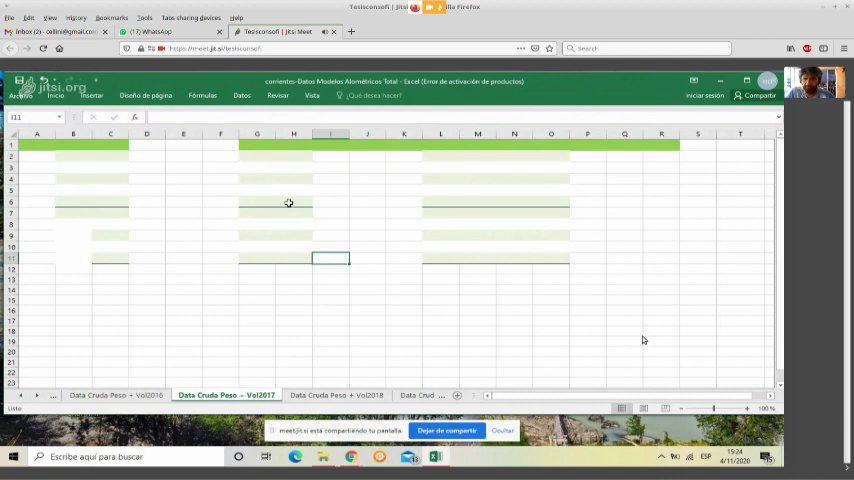 Tesisconsofi | Jitsi
lla Firefox
File Edit View History Bookmarks Tools Tabs sharing devices Help
Inbox (2) - cellini@gmail.com
(17) WhatsApp
Tesisconsofi | Jitsi Meet
https://meet.jit.si/tesisconsofi
Search
corrientes-Datos Modelos Alométricos Total - Excel (Error de activación de productos)
jitsi.org
Archivo Inicio Insertar Diseño de página Fórmulas Datos Revisar Vista ¿Qué desea hacer? Iniciar sesión Compartir
I11
fx
A B C D E F G H I J K L M N O P Q R S T
1
2
3
4
5
6
7
8
9
10
11
12
13
14
15
16
17
18
19
20
21
22
23
... Data Cruda Peso + Vol2016 Data Cruda Peso + Vol2017 Data Cruda Peso + Vol2018 Data Crud ...
Listo
100 %
meet.jit.si está compartiendo tu pantalla. Dejar de compartir Ocultar
Escribe aquí para buscar
ESP
15:24
4/11/2020